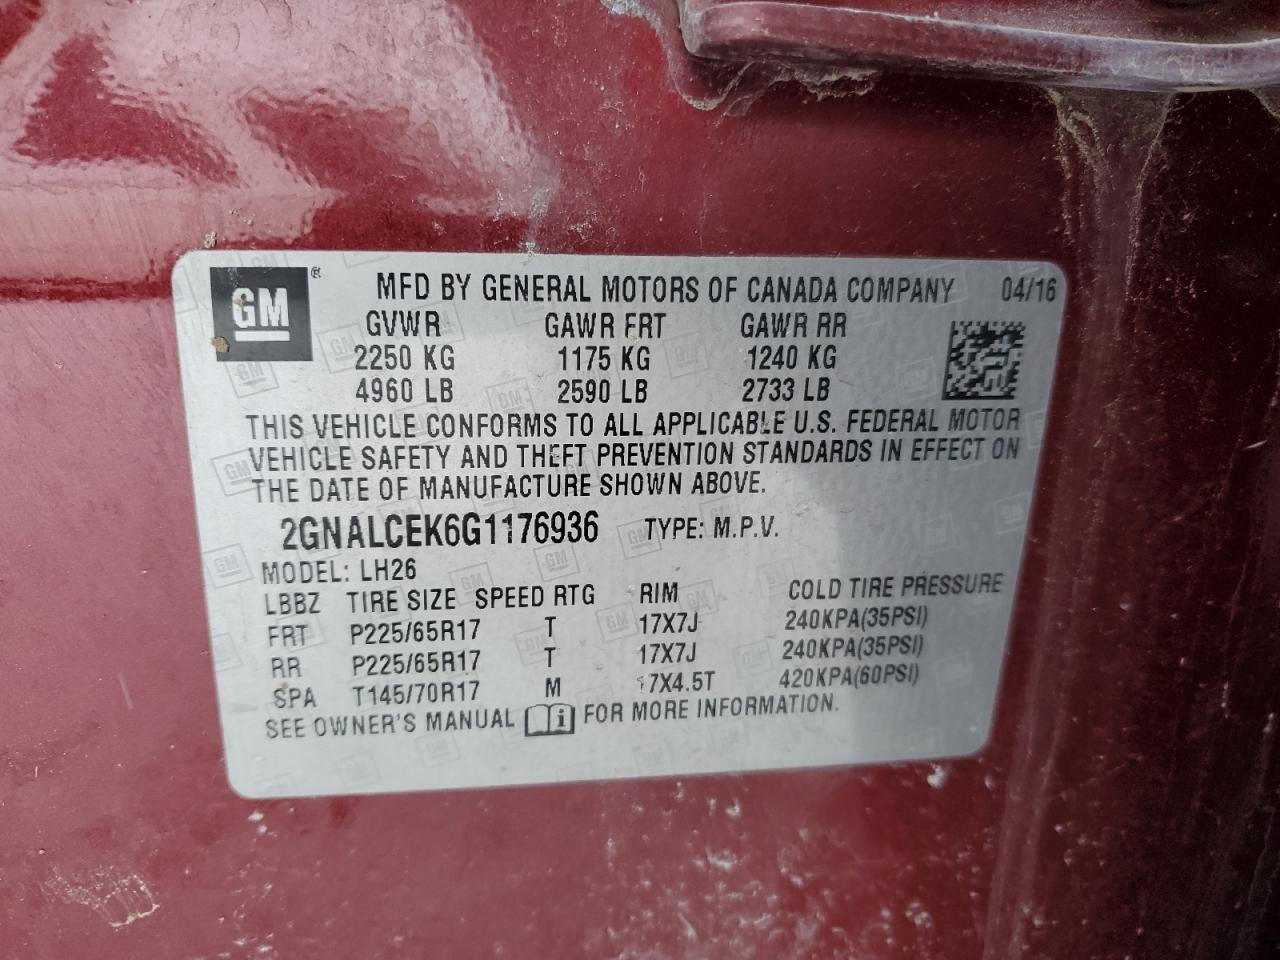 GM ® MFD BY GENERAL MOTORS OF CANADA COMPANY 04/16
GVWR GAWR FRT GAWR RR
2250 KG 1175 KG 1240 KG
4960 LB 2590 LB 2733 LB
THIS VEHICLE CONFORMS TO ALL APPLICABLE U.S. FEDERAL MOTOR
VEHICLE SAFETY AND THEFT PREVENTION STANDARDS IN EFFECT ON
THE DATE OF MANUFACTURE SHOWN ABOVE.
2GNALCEK6G1176936 TYPE: M.P.V.
MODEL: LH26
LBBZ TIRE SIZE SPEED RTG RIM COLD TIRE PRESSURE
FRT P225/65R17 T 17X7J 240KPA(35PSI)
RR P225/65R17 T 17X7J 240KPA(35PSI)
SPA T145/70R17 M 17X4.5T 420KPA(60PSI)
SEE OWNER'S MANUAL i FOR MORE INFORMATION.